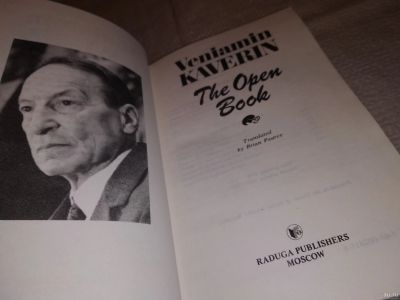 Veniamin
KAVERIN
The Open
Book
Translated
by Brian Pearce
RADUGA PUBLISHERS
MOSCOW